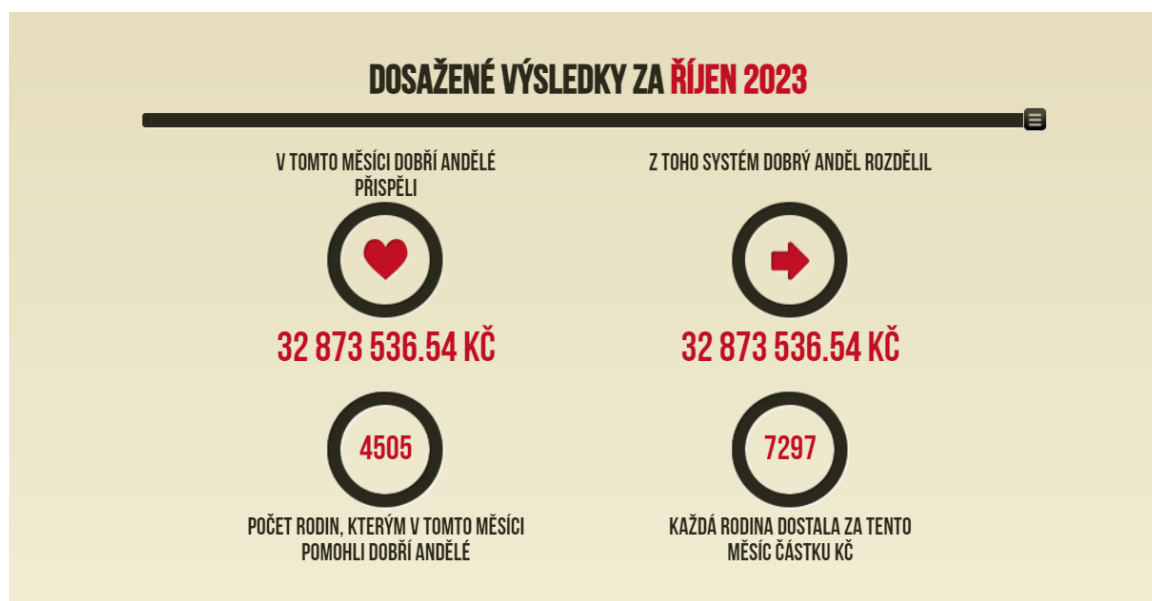 DOSAŽENÉ VÝSLEDKY ZA ŘÍJEN 2023
V TOMTO MĚSÍCI DOBŘÍ ANDĚLÉ
PŘISPĚLI
32 873 536.54 KČ
Z TOHO SYSTÉM DOBRÝ ANDĚL ROZDĚLIL
32 873 536.54 KČ
4505
POČET RODIN, KTERÝM V TOMTO MĚSÍCI
POMOHLI DOBŘÍ ANDĚLÉ
7297
KAŽDÁ RODINA DOSTALA ZA TENTO
MĚSÍC ČÁSTKU KČ